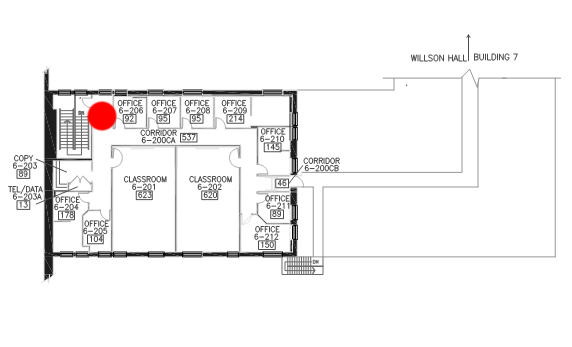 WILLSON HALL
BUILDING 7
DN
OFFICE
6-206
92
OFFICE
6-207
95
OFFICE
6-208
95
OFFICE
6-209
214
CORRIDOR
6-200CA
537
OFFICE
6-210
145
COPY
6-203
89
CORRIDOR
6-200CB
46
TEL/DATA
6-203A
13
CLASSROOM
6-201
623
CLASSROOM
6-202
620
OFFICE
6-204
178
OFFICE
6-205
104
OFFICE
6-211
89
OFFICE
6-212
150
DN